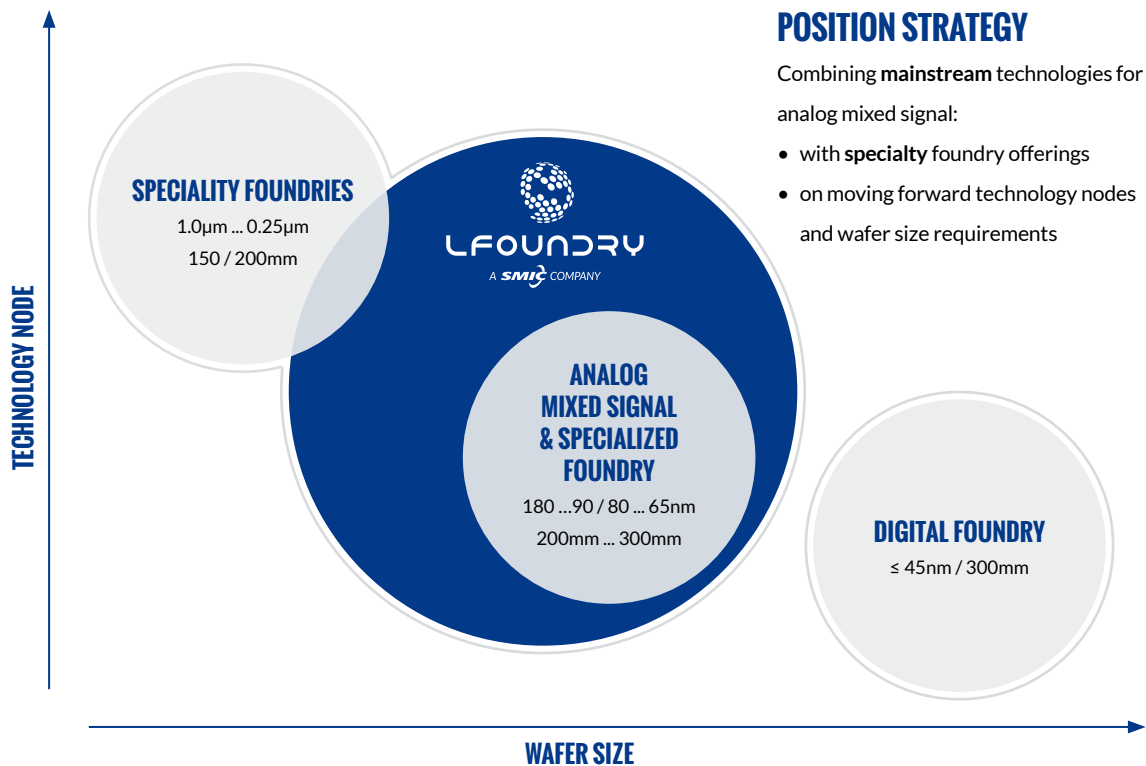 POSITION STRATEGY
Combining mainstream technologies for
analog mixed signal:
• with specialty foundry offerings
• on moving forward technology nodes
and wafer size requirements
SPECIALITY FOUNDRIES
1.0µm ... 0.25µm
150 / 200mm
LFOUNDRY
A SMIC COMPANY
ANALOG
MIXED SIGNAL
& SPECIALIZED
FOUNDRY
180 ...90 / 80 ... 65nm
200mm ... 300mm
DIGITAL FOUNDRY
≤ 45nm / 300mm
TECHNOLOGY NODE
WAFER SIZE